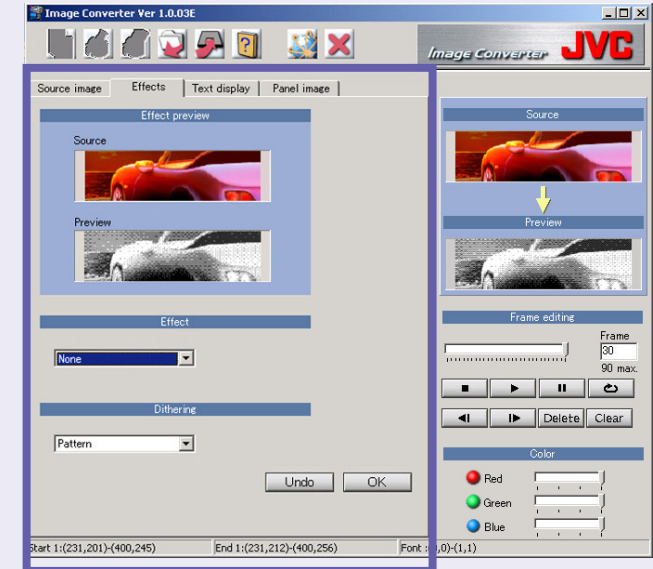 Image Converter Ver 1.0.03E
Image Converter JVC
Source image Effects Text display Panel image
Effect preview
Source
Preview
Effect
None
Dithering
Pattern
Undo OK
Source
Preview
Frame editing
Frame
30
90 max.
Delete Clear
Color
Red
Green
Blue
Start 1:(231,201)-(400,245) End 1:(231,212)-(400,256) Font :(0,0)-(1,1)